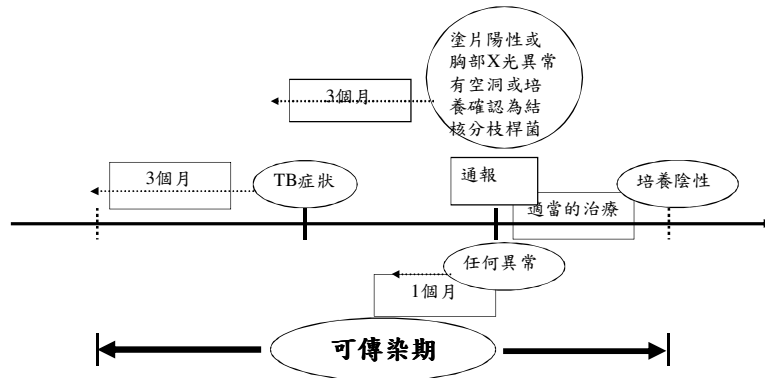 塗片陽性或
胸部X光異常
有空洞或培
養確認為結
核分枝桿菌
3個月
通報
3個月
TB症狀
培養陰性
適當的治療
任何異常
1個月
可傳染期